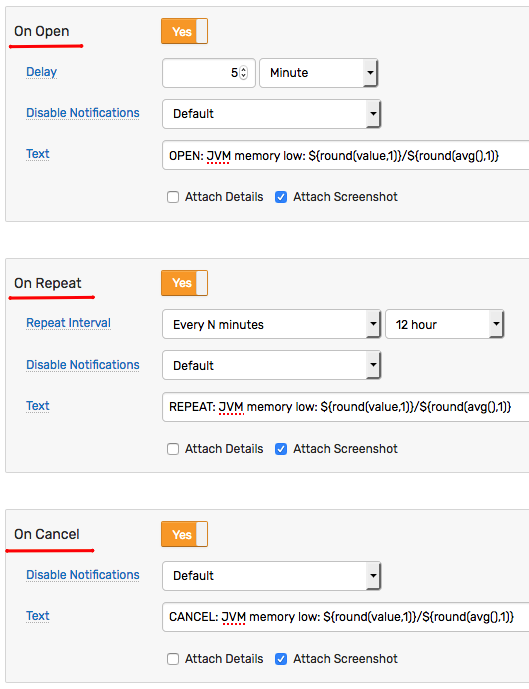 On Open Yes
Delay 5 Minute
Disable Notifications Default
Text OPEN: JVM memory low: ${round(value,1)}/${round(avg(),1)}
Attach Details Attach Screenshot
On Repeat Yes
Repeat Interval Every N minutes 12 hour
Disable Notifications Default
Text REPEAT: JVM memory low: ${round(value,1)}/${round(avg(),1)}
Attach Details Attach Screenshot
On Cancel Yes
Disable Notifications Default
Text CANCEL: JVM memory low: ${round(value,1)}/${round(avg(),1)}
Attach Details Attach Screenshot